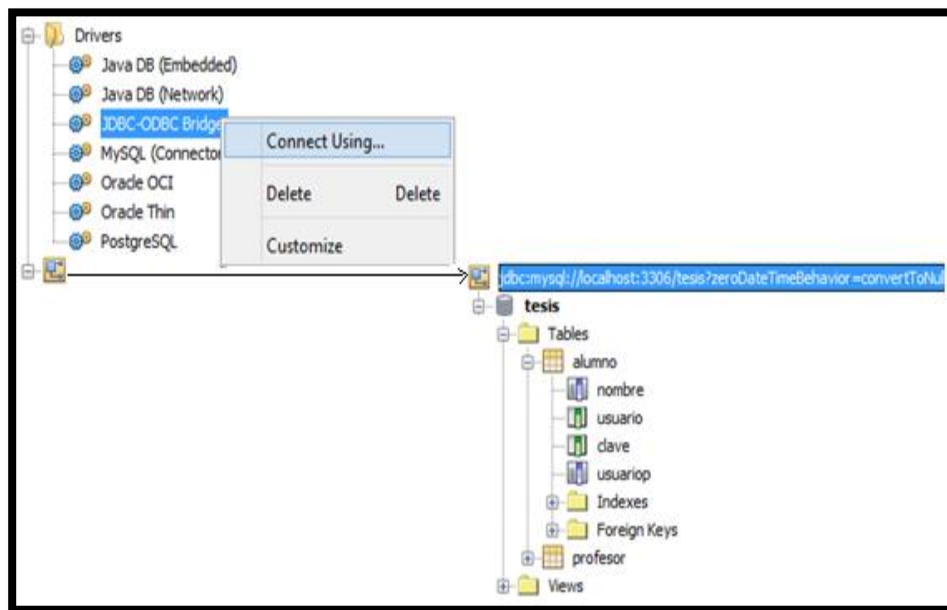 Drivers
Java DB (Embedded)
Java DB (Network)
JDBC-ODBC Bridge
Connect Using...
MySQL (Connector
Delete Delete
Oracle OCI
Oracle Thin
Customize
PostgreSQL
jdbc:mysql://localhost:3306/tesis?zeroDateTimeBehavior=convertToNul
tesis
Tables
alumno
nombre
usuario
clave
usuariop
Indexes
Foreign Keys
profesor
Views